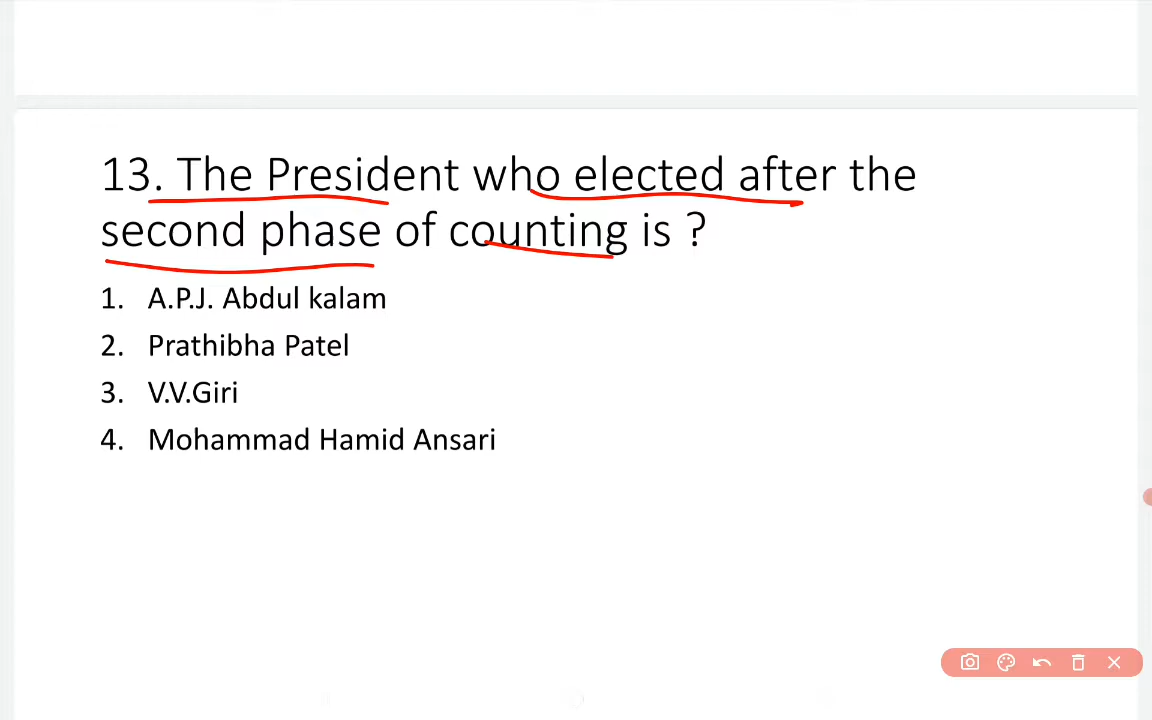 13. The President who elected after the
second phase of counting is ?
1. A.P.J. Abdul kalam
2. Prathibha Patel
3. V.V.Giri
4. Mohammad Hamid Ansari